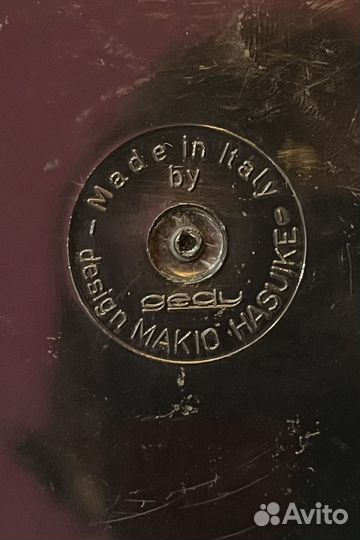 – Made in Italy –
by
gedy
design MAKIO HASUIKE
Avito